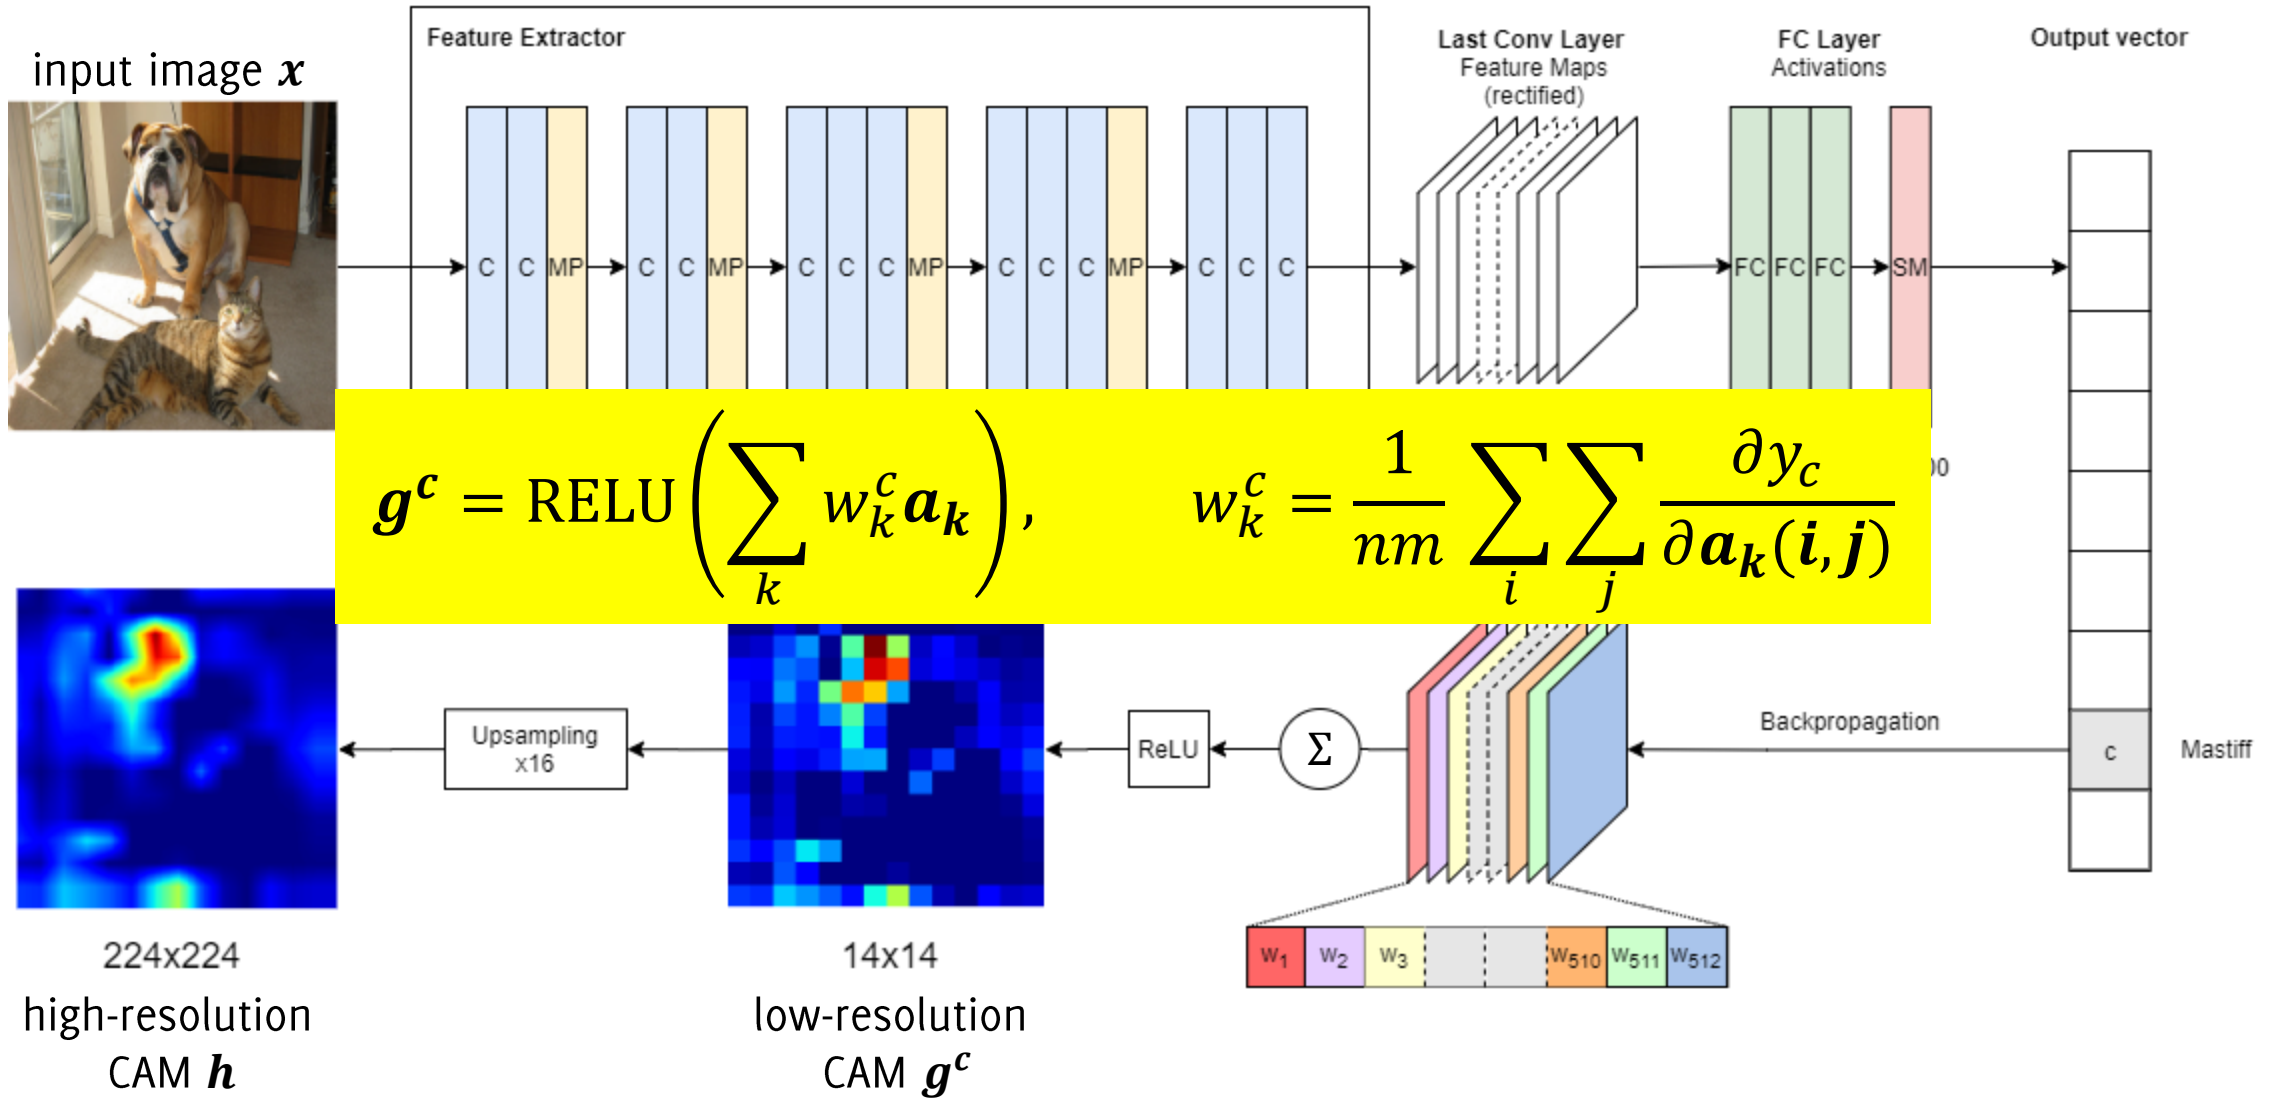 Feature Extractor
Last Conv Layer
Feature Maps
(rectified)
FC Layer
Activations
Output vector
input image x
C C MP C C MP C C C MP C C C MP C C C FC FC FC SM
g^c = RELU(∑_k w_k^c a_k), w_k^c = 1/nm ∑_i ∑_j ∂y_c/∂a_k(i,j)
Upsampling
x16
ReLU
Σ
Backpropagation
c
Mastiff
w1 w2 w3 w510 w511 w512
224x224
high-resolution
CAM h
14x14
low-resolution
CAM g^c